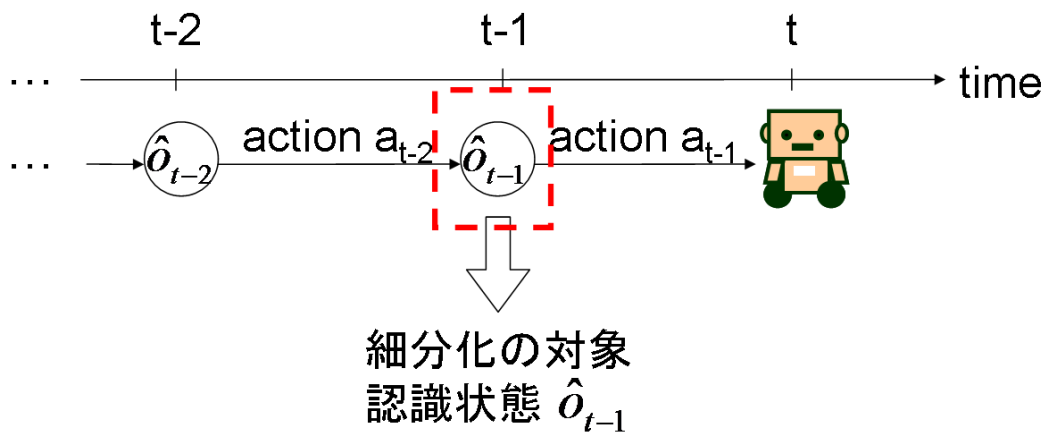 t-2 t-1 t
… time
… ô_{t-2} action a_{t-2} ô_{t-1} action a_{t-1}
細分化の対象
認識状態 ô_{t-1}